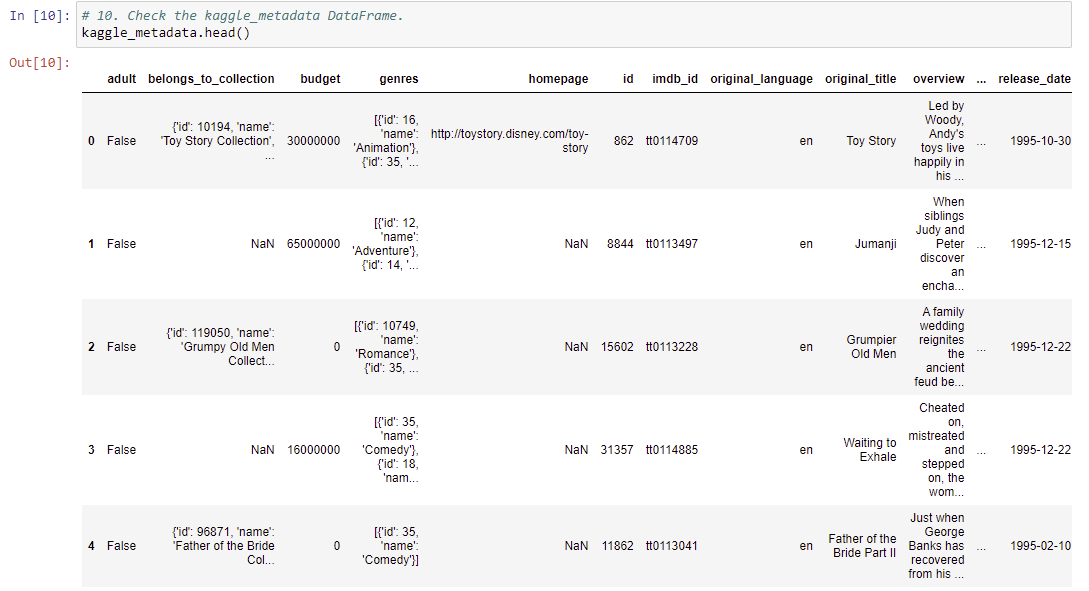 In [10]: # 10. Check the kaggle_metadata DataFrame.
kaggle_metadata.head()
Out[10]:
adult belongs_to_collection budget genres homepage id imdb_id original_language original_title overview ... release_date
0 False {'id': 10194, 'name': 'Toy Story Collection', ... 30000000 [{'id': 16, 'name': 'Animation'}, {'id': 35, '... http://toystory.disney.com/toy-story 862 tt0114709 en Toy Story Led by Woody, Andy's toys live happily in his ... ... 1995-10-30
1 False NaN 65000000 [{'id': 12, 'name': 'Adventure'}, {'id': 14, '... NaN 8844 tt0113497 en Jumanji When siblings Judy and Peter discover an encha... ... 1995-12-15
2 False {'id': 119050, 'name': 'Grumpy Old Men Collect... 0 [{'id': 10749, 'name': 'Romance'}, {'id': 35, ... NaN 15602 tt0113228 en Grumpier Old Men A family wedding reignites the ancient feud be... ... 1995-12-22
3 False NaN 16000000 [{'id': 35, 'name': 'Comedy'}, {'id': 18, 'nam... NaN 31357 tt0114885 en Waiting to Exhale Cheated on, mistreated and stepped on, the wom... ... 1995-12-22
4 False {'id': 96871, 'name': 'Father of the Bride Col... 0 [{'id': 35, 'name': 'Comedy'}] NaN 11862 tt0113041 en Father of the Bride Part II Just when George Banks has recovered from his ... ... 1995-02-10